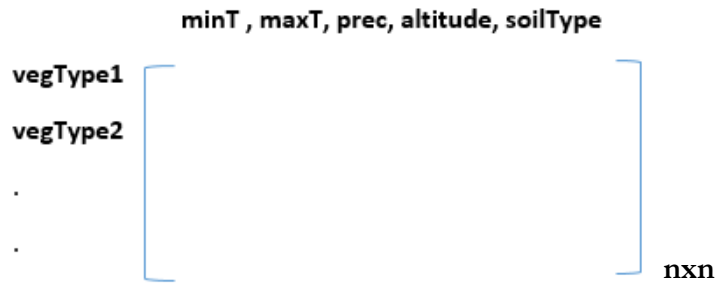 minT , maxT, prec, altitude, soilType
vegType1
vegType2
.
.
nxn